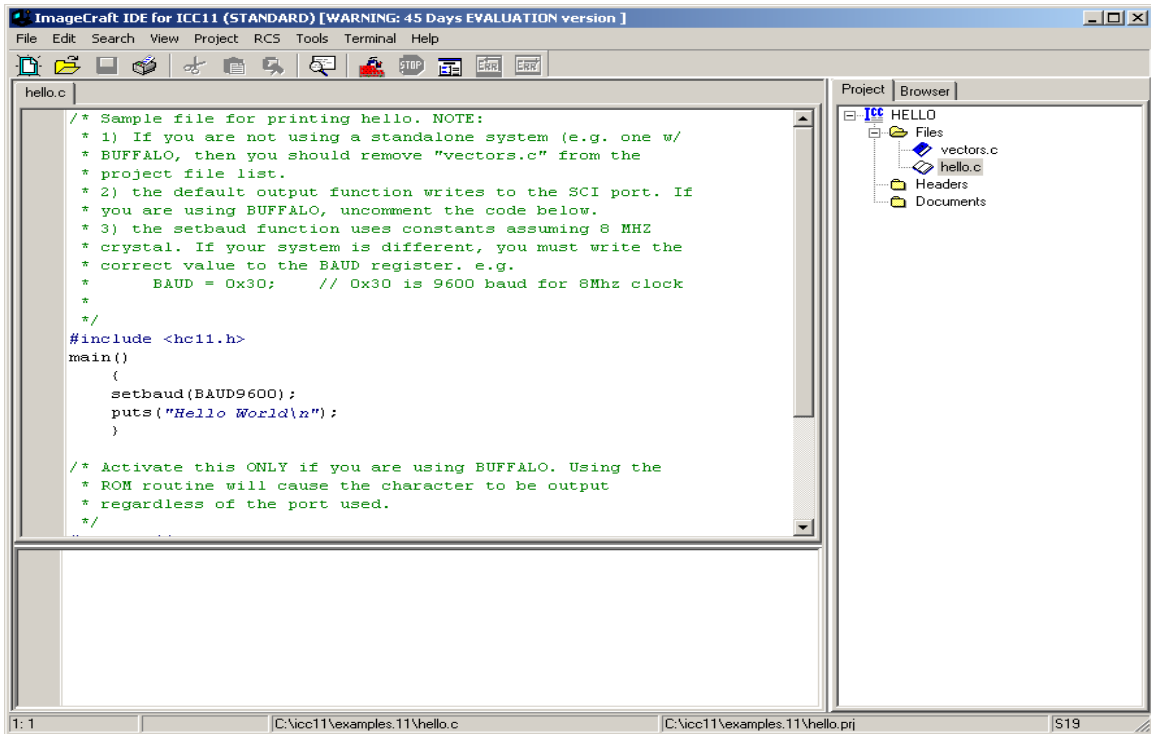 ImageCraft IDE for ICC11 (STANDARD) [WARNING: 45 Days EVALUATION version ]
File Edit Search View Project RCS Tools Terminal Help
STOP ERR ERR
hello.c
Project Browser
/* Sample file for printing hello. NOTE:
* 1) If you are not using a standalone system (e.g. one w/
* BUFFALO, then you should remove "vectors.c" from the
* project file list.
* 2) the default output function writes to the SCI port. If
* you are using BUFFALO, uncomment the code below.
* 3) the setbaud function uses constants assuming 8 MHZ
* crystal. If your system is different, you must write the
* correct value to the BAUD register. e.g.
* BAUD = 0x30; // 0x30 is 9600 baud for 8Mhz clock
*
*/
#include <hc11.h>
main()
{
setbaud(BAUD9600);
puts("Hello World\n");
}
/* Activate this ONLY if you are using BUFFALO. Using the
* ROM routine will cause the character to be output
* regardless of the port used.
*/
ICC HELLO
Files
vectors.c
hello.c
Headers
Documents
1: 1 C:\icc11\examples.11\hello.c C:\icc11\examples.11\hello.prj S19